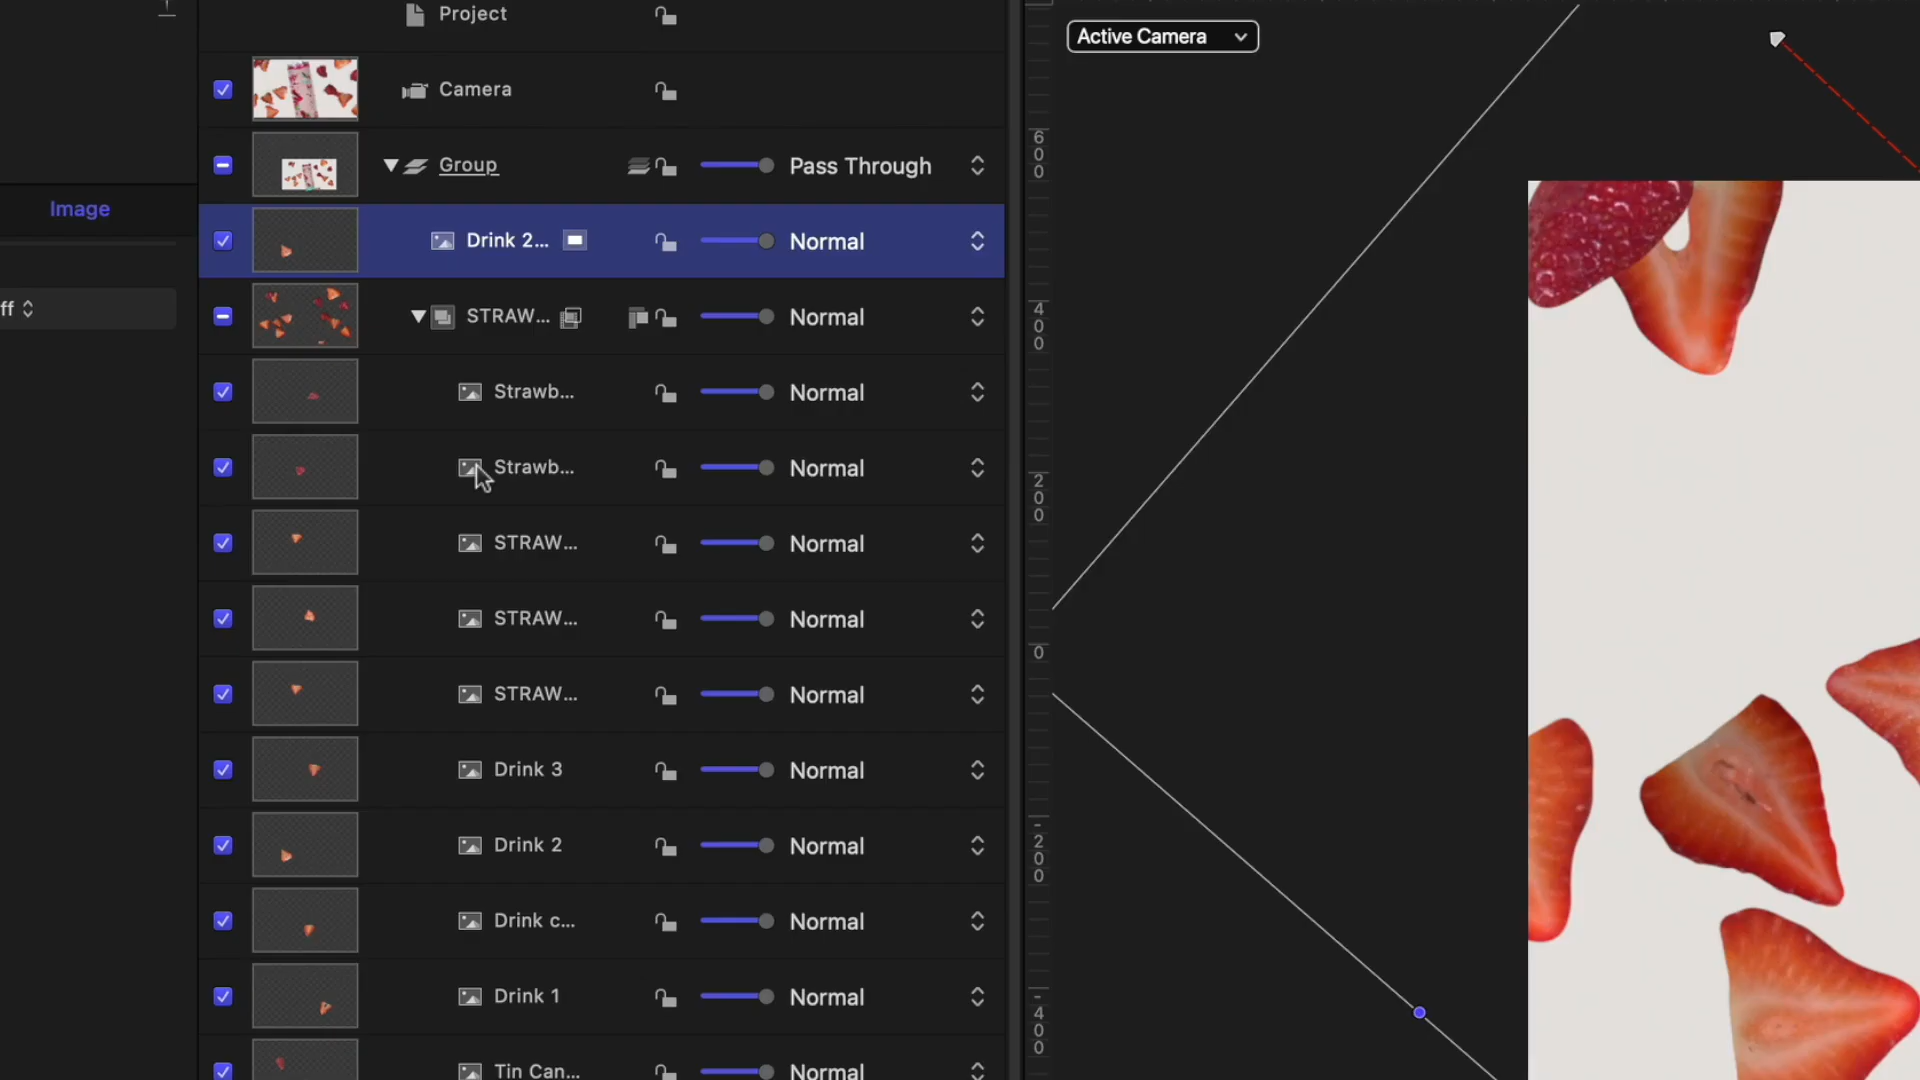 Project
Active Camera
Camera
600
Group
Pass Through
Image
Drink 2...
Normal
ff
STRAW...
Normal
400
Strawb...
Normal
Strawb...
Normal
200
STRAW...
Normal
STRAW...
Normal
0
STRAW...
Normal
Drink 3
Normal
Drink 2
Normal
-200
Drink c...
Normal
Drink 1
Normal
-400
Tin Can...
Normal